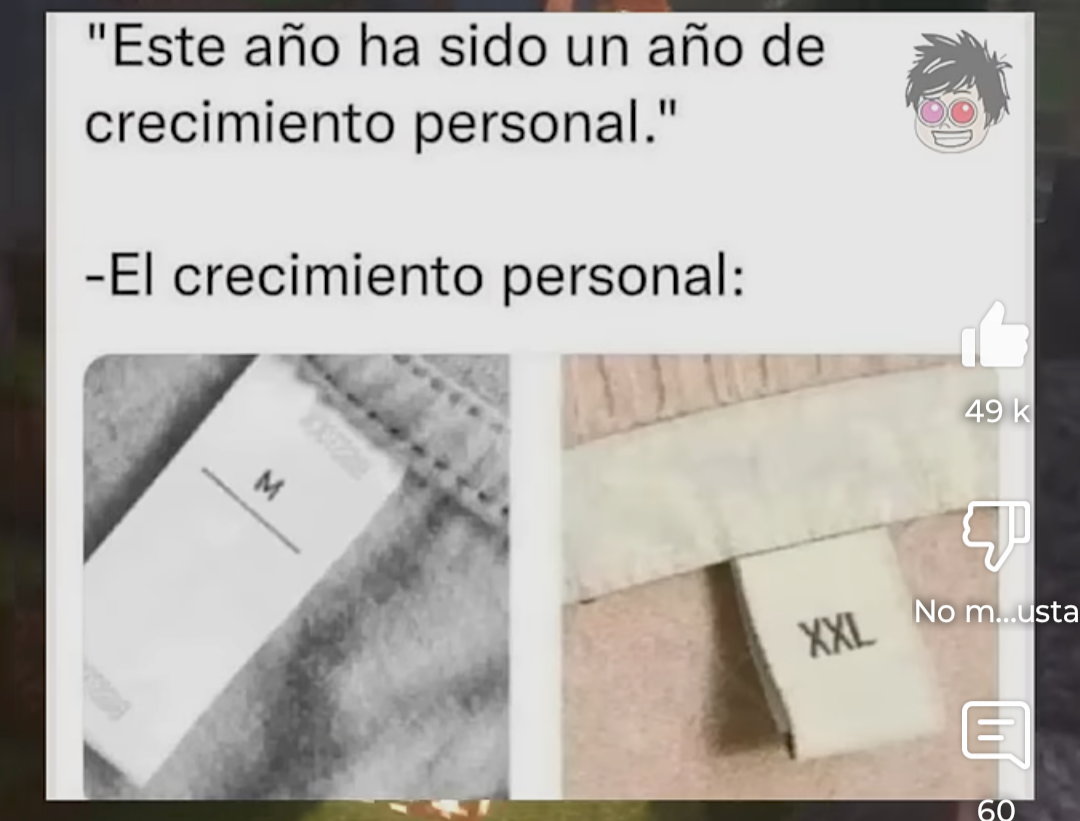 "Este año ha sido un año de
crecimiento personal."
-El crecimiento personal:
M
XXL
49 k
No m...usta
60